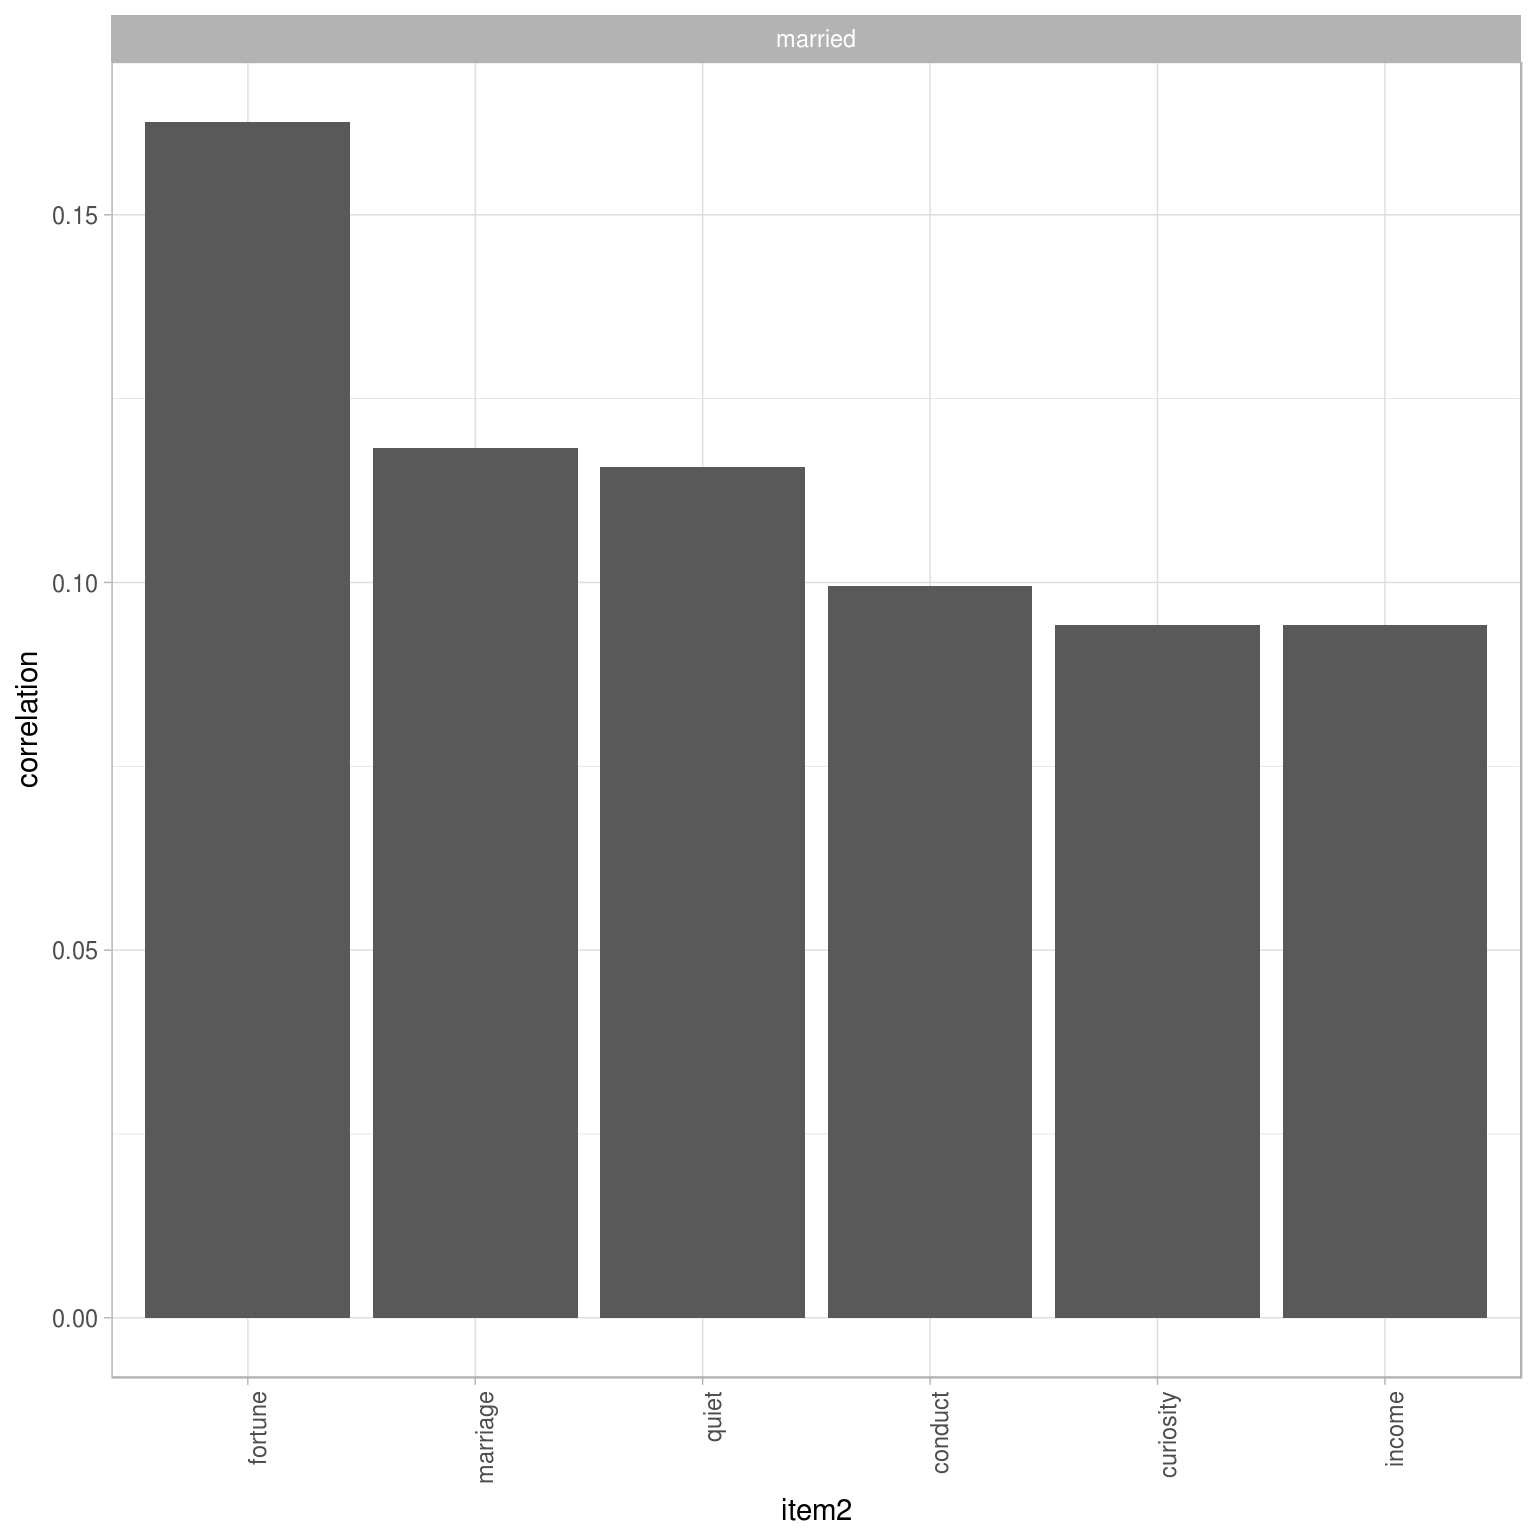 married
0.15
0.10
0.05
0.00
correlation
fortune
marriage
quiet
conduct
curiosity
income
item2